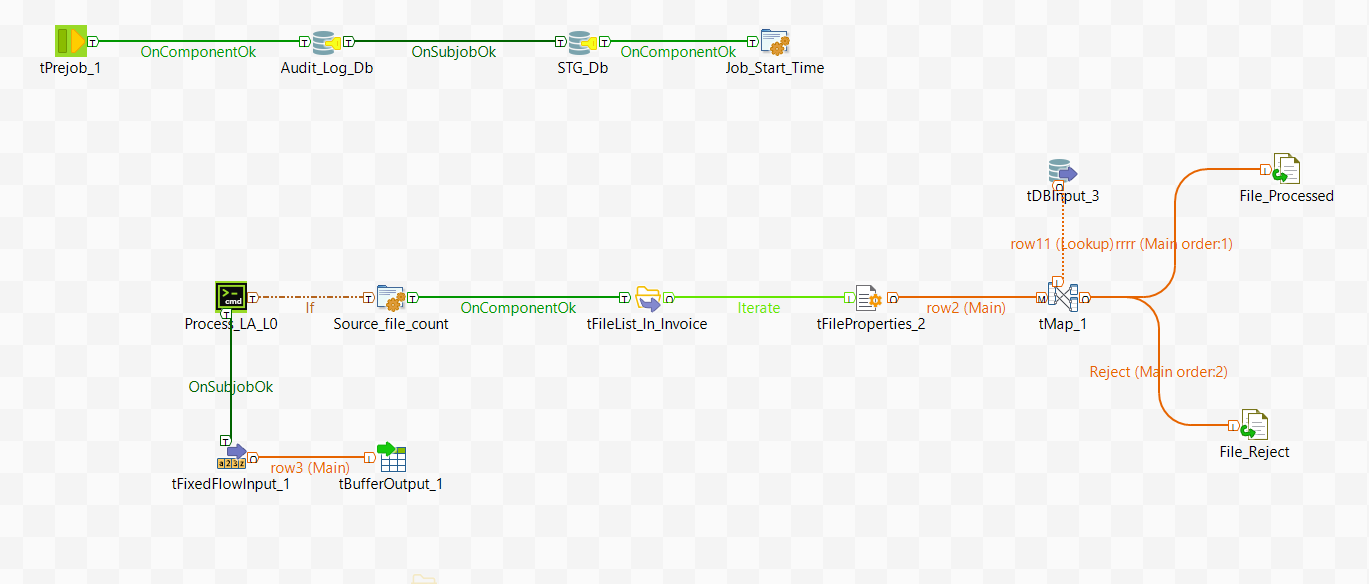 OnComponentOk
OnSubjobOk
OnComponentOk
tPrejob_1
Audit_Log_Db
STG_Db
Job_Start_Time
tDBInput_3
File_Processed
row11 (Lookup)
rrrr (Main order:1)
cmd
If
OnComponentOk
Iterate
row2 (Main)
Process_LA_L0
Source_file_count
tFileList_In_Invoice
tFileProperties_2
tMap_1
Reject (Main order:2)
OnSubjobOk
File_Reject
row3 (Main)
tFixedFlowInput_1
tBufferOutput_1